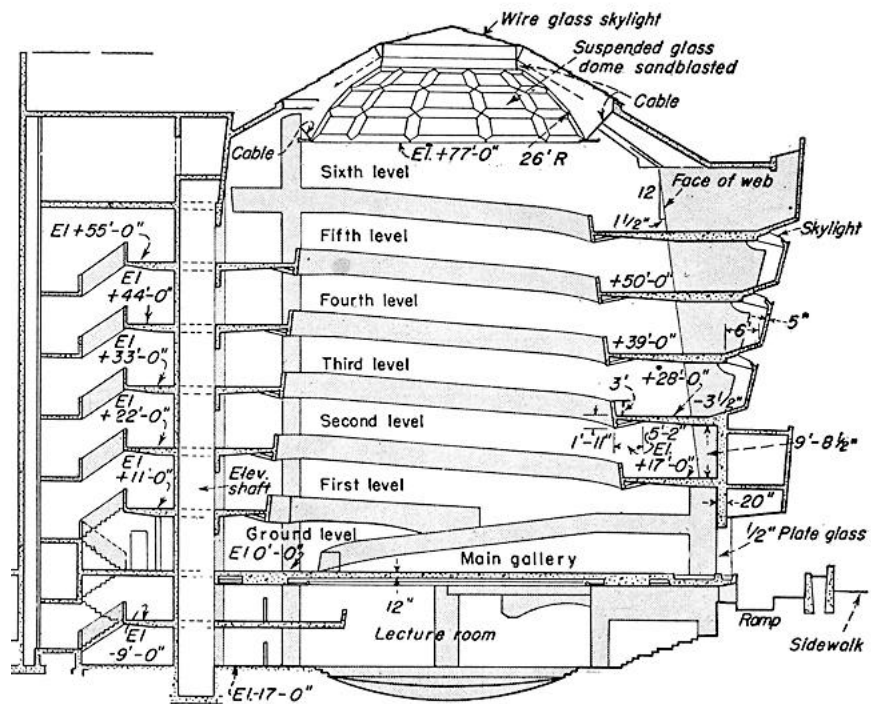 Wire glass skylight
Suspended glass
dome sandblasted
Cable
Cable
El. +77'-0"
26' R
Sixth level
12
Face of web
1 1/2"
Skylight
Fifth level
El +55'-0"
+50'-0"
El
+44'-0"
Fourth level
6'
5"
+39'-0"
El
+33'-0"
Third level
+28'-0"
3'
-3 1/2"
El
+22'-0"
Second level
1'-11"
5'-2"
El.
+17'-0"
9'-8 1/2"
El
+11'-0"
Elev.
shaft
First level
20"
Ground level
El 0'-0"
Main gallery
1/2" Plate glass
12"
Lecture room
Ramp
Sidewalk
El
-9'-0"
El-17-0"